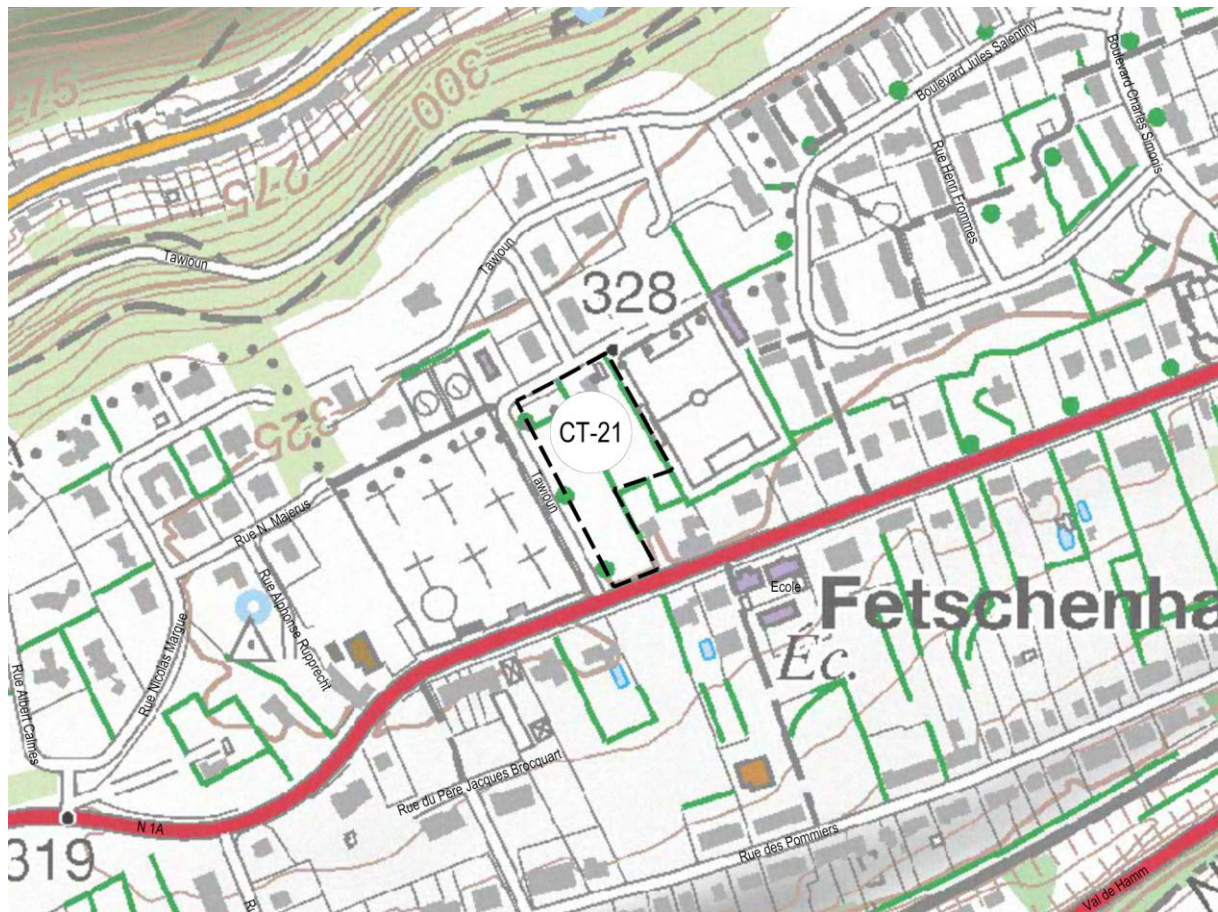 Boulevard Jules Salentiny
Boulevard Charles Simonis
Rue Henri Frommes
275
300
275
Tawioun
Tawioun
328
325
CT-21
Tawioun
Rue N. Majerus
Rue Alphonse Rupprecht
Rue Nicolas Margue
Rue Albert Calmes
Ecole
Fetschenha
Éc.
Rue du Père Jacques Brocquart
Rue des Pommiers
N 1A
319
Val de Hamm
N